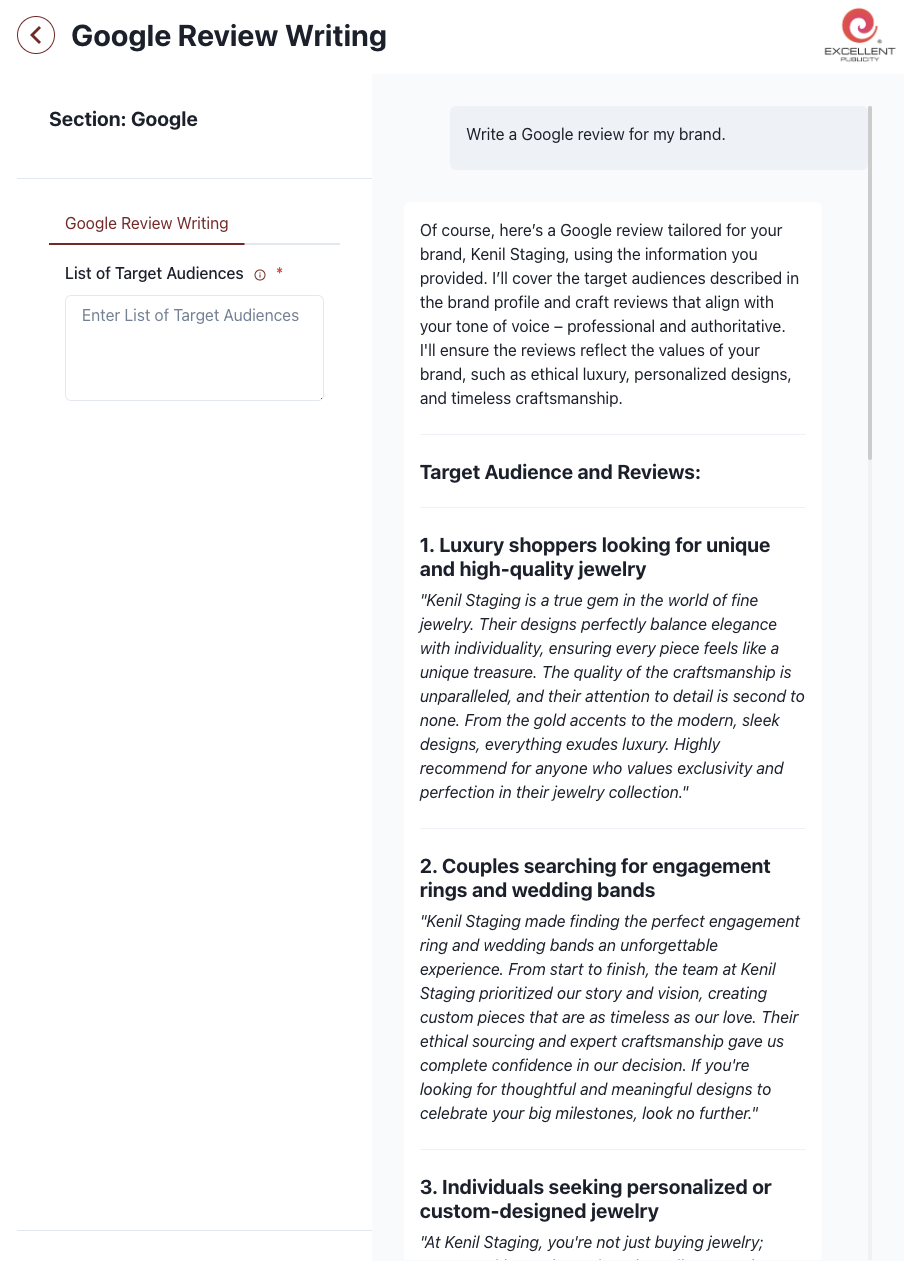 Google Review Writing
EXCELLENT
PUBLICITY
Section: Google
Google Review Writing
List of Target Audiences *
Enter List of Target Audiences
Write a Google review for my brand.
Of course, here’s a Google review tailored for your
brand, Kenil Staging, using the information you
provided. I’ll cover the target audiences described in
the brand profile and craft reviews that align with
your tone of voice – professional and authoritative.
I'll ensure the reviews reflect the values of your
brand, such as ethical luxury, personalized designs,
and timeless craftsmanship.
Target Audience and Reviews:
1. Luxury shoppers looking for unique
and high-quality jewelry
"Kenil Staging is a true gem in the world of fine
jewelry. Their designs perfectly balance elegance
with individuality, ensuring every piece feels like a
unique treasure. The quality of the craftsmanship is
unparalleled, and their attention to detail is second to
none. From the gold accents to the modern, sleek
designs, everything exudes luxury. Highly
recommend for anyone who values exclusivity and
perfection in their jewelry collection."
2. Couples searching for engagement
rings and wedding bands
"Kenil Staging made finding the perfect engagement
ring and wedding bands an unforgettable
experience. From start to finish, the team at Kenil
Staging prioritized our story and vision, creating
custom pieces that are as timeless as our love. Their
ethical sourcing and expert craftsmanship gave us
complete confidence in our decision. If you're
looking for thoughtful and meaningful designs to
celebrate your big milestones, look no further."
3. Individuals seeking personalized or
custom-designed jewelry
"At Kenil Staging, you're not just buying jewelry;